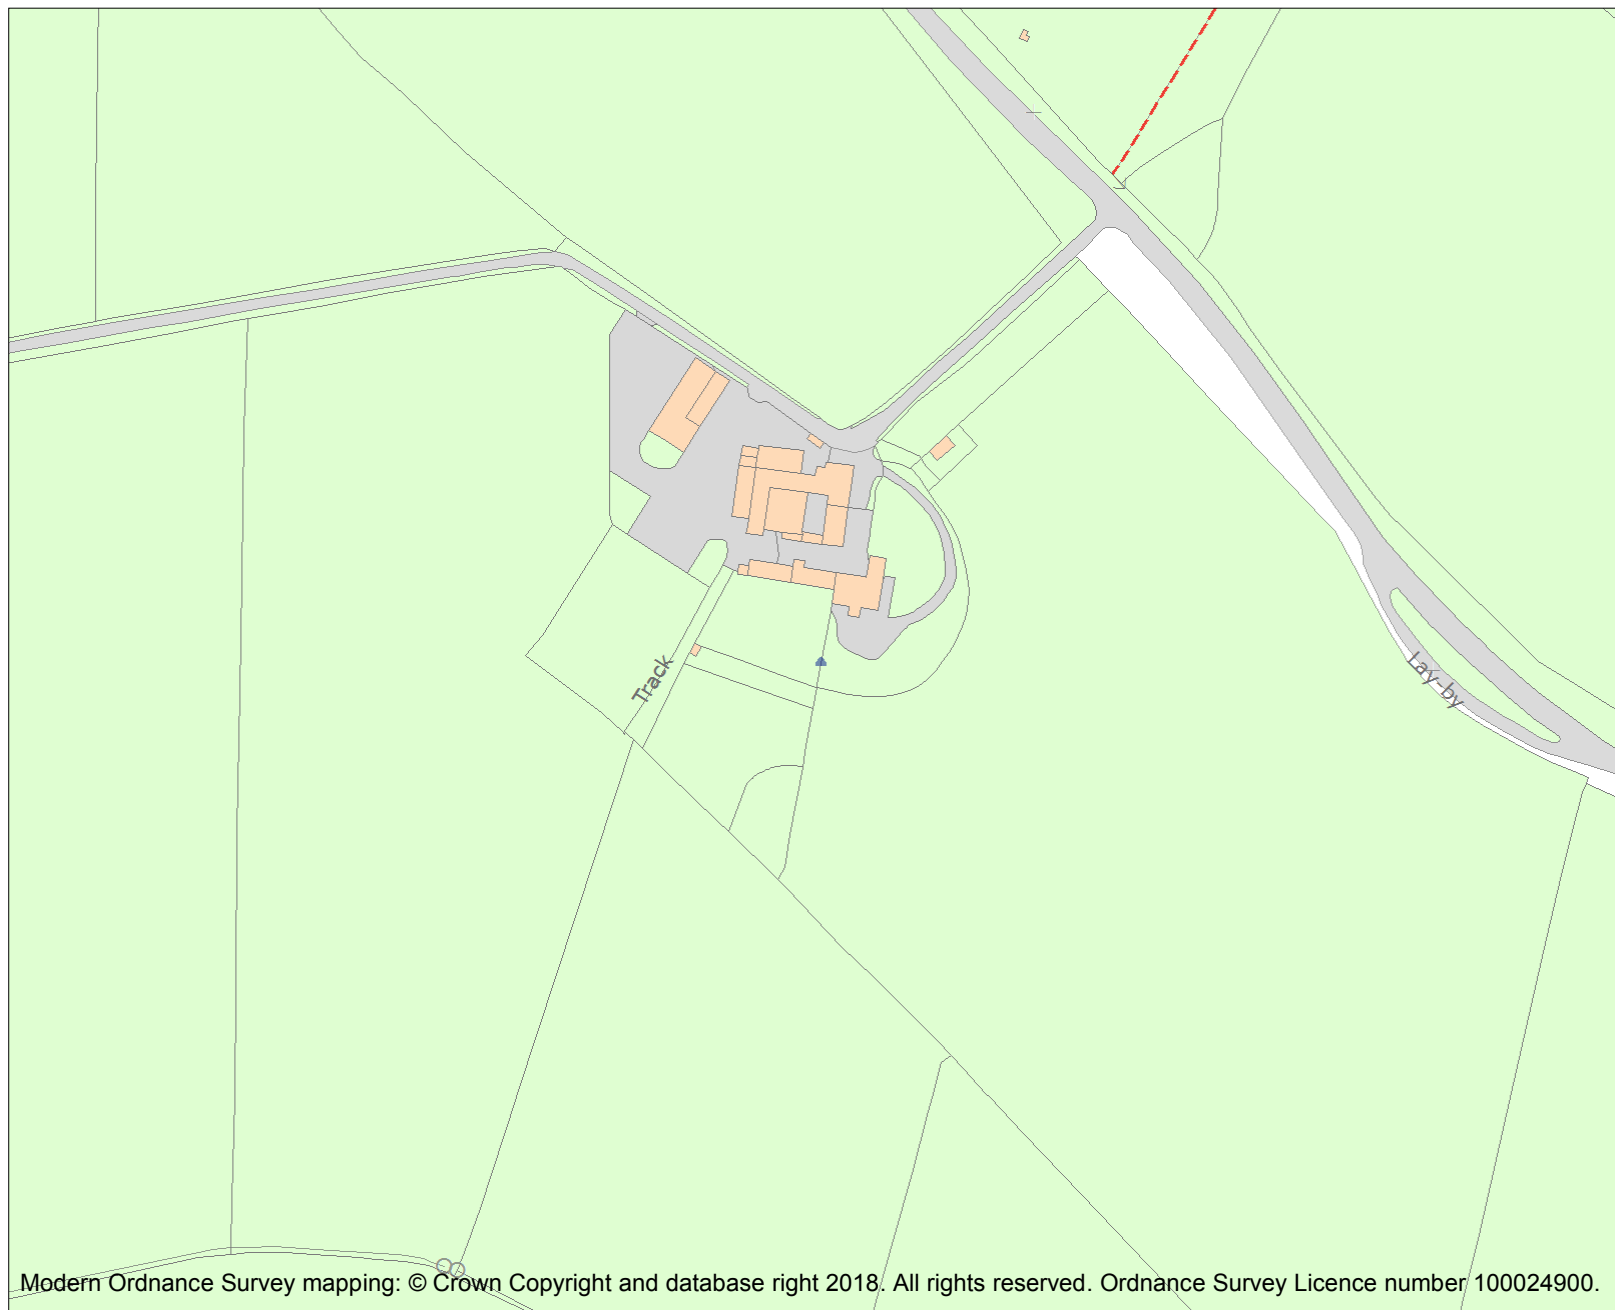 Track
Lay-by
Modern Ordnance Survey mapping: © Crown Copyright and database right 2018. All rights reserved. Ordnance Survey Licence number 100024900.